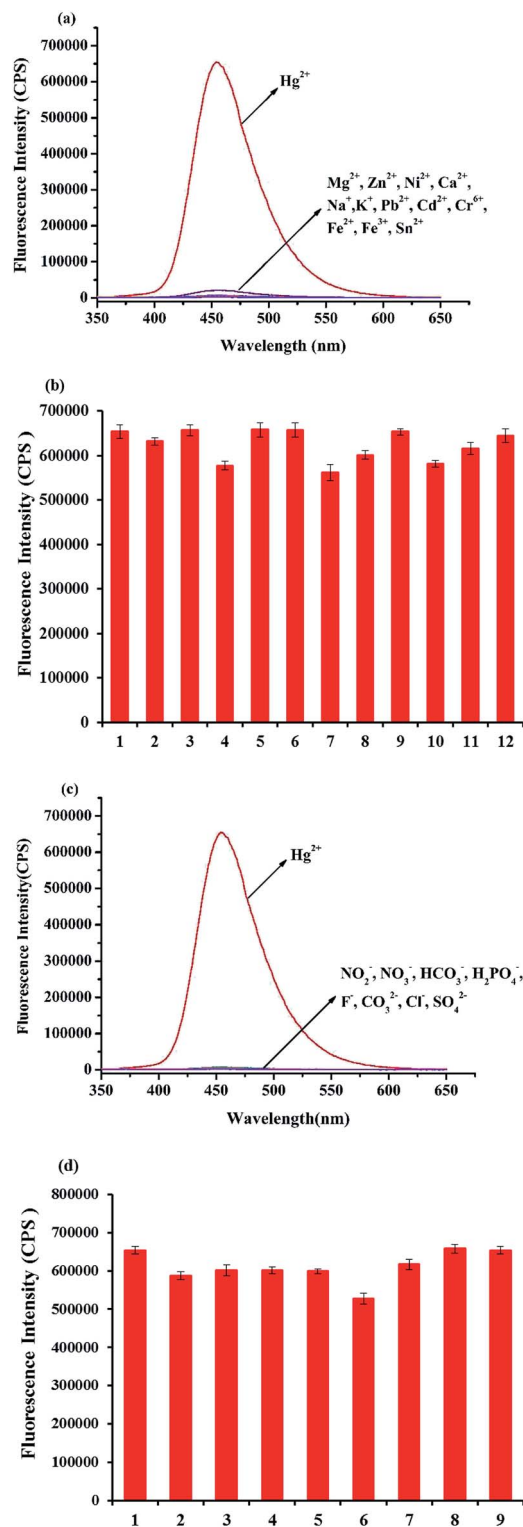 (a)
700000
Hg²⁺
600000
500000
400000
Mg²⁺, Zn²⁺, Ni²⁺, Ca²⁺,
300000
Na⁺,K⁺, Pb²⁺, Cd²⁺, Cr⁶⁺,
200000
Fe²⁺, Fe³⁺, Sn²⁺
100000
0
350 400 450 500 550 600 650
Wavelength (nm)
Fluorescence Intensity (CPS)
(b)
700000
600000
500000
400000
300000
200000
100000
0
1 2 3 4 5 6 7 8 9 10 11 12
Fluorescence Intensity (CPS )
(c)
700000
600000
Hg²⁺
500000
400000
300000
NO₂⁻, NO₃⁻, HCO₃⁻, H₂PO₄⁻,
200000
F⁻, CO₃²⁻, Cl⁻, SO₄²⁻
100000
0
350 400 450 500 550 600 650
Wavelength(nm)
Fluorescence Intensity(CPS)
(d)
800000
700000
600000
500000
400000
300000
200000
100000
0
1 2 3 4 5 6 7 8 9
Fluorescence Intensity (CPS)